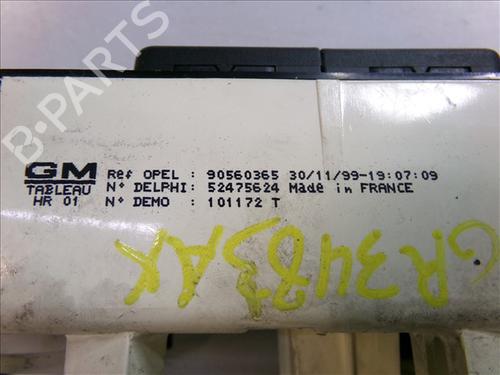 B-PARTS
GM
TABLEAU
HR 01
Ref OPEL : 90560365 30/11/99-19:07:09
N° DELPHI: 52475624 Made in FRANCE
N° DEMO : 101172 T
GR3483AK